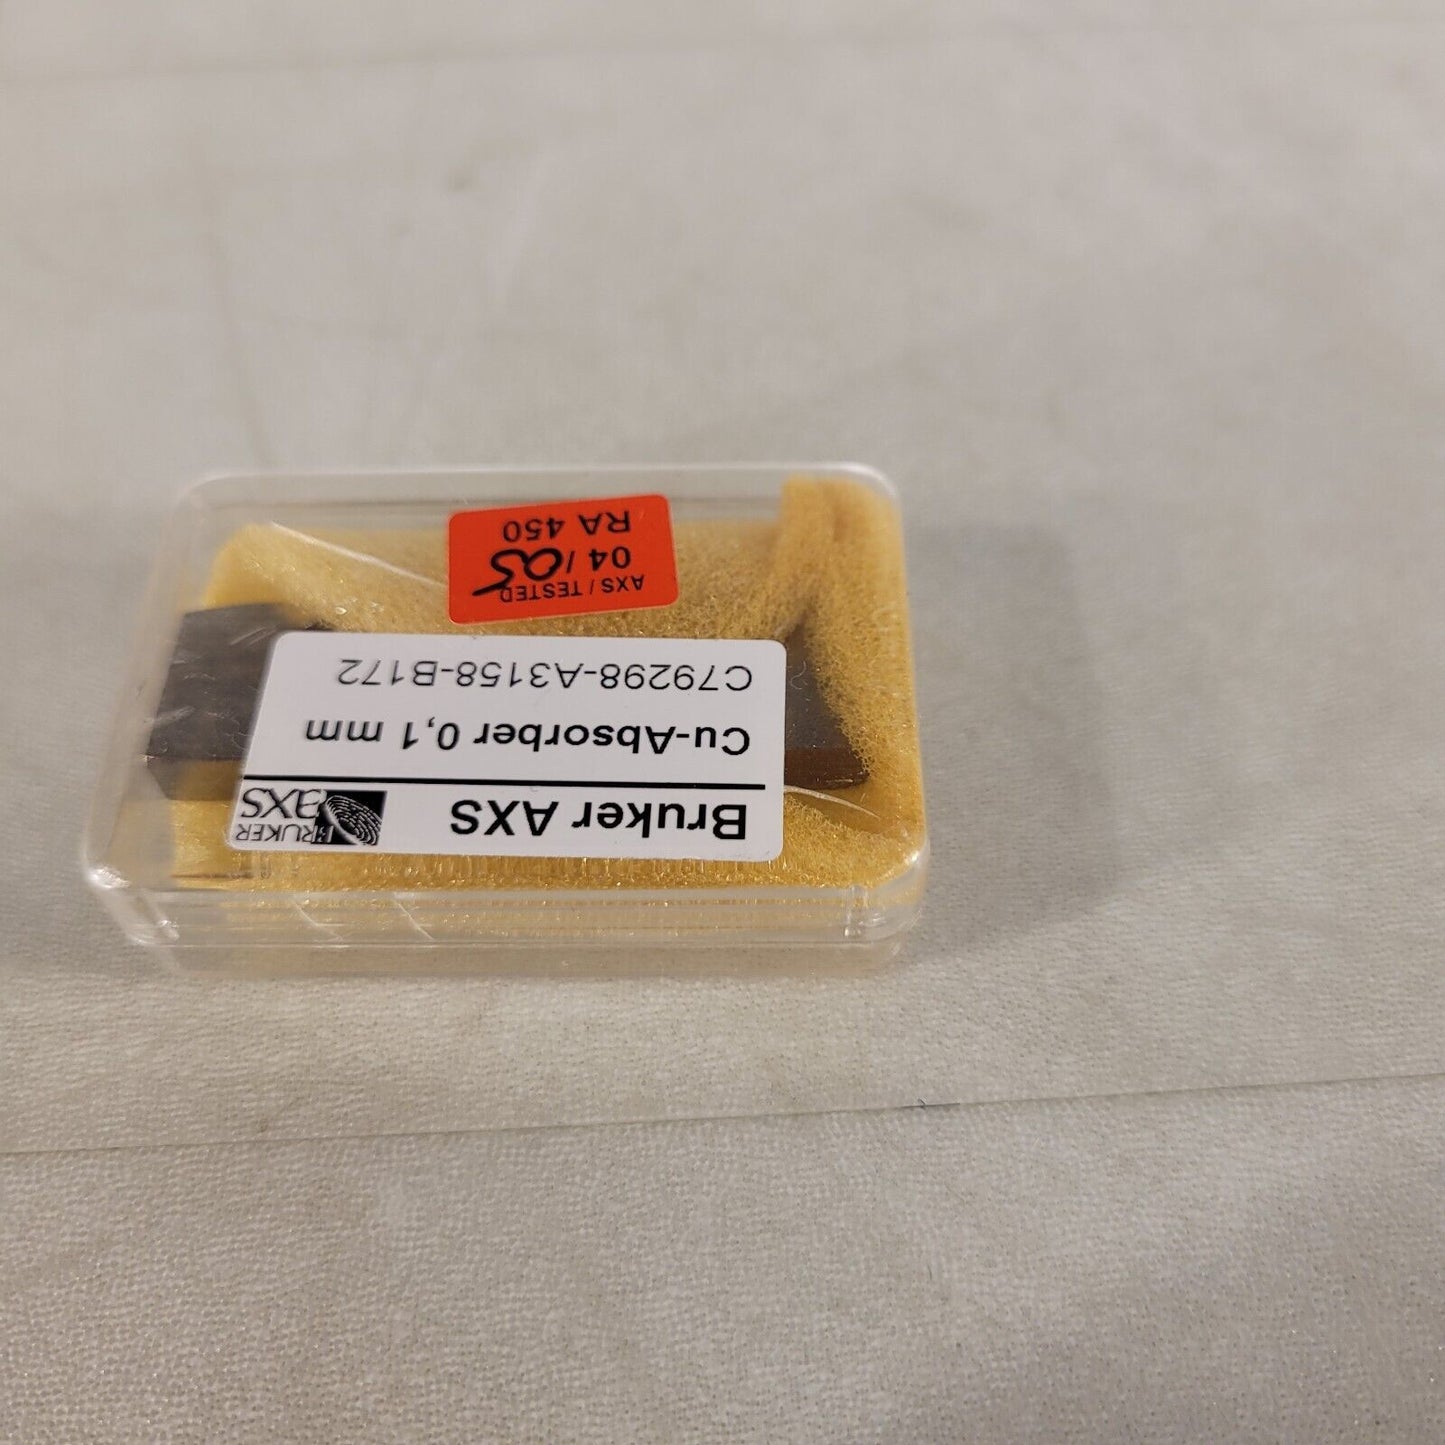 Bruker AXS
BRUKER
AXS
Cu-Absorber 0,1 mm
C79298-A3158-B172
AXS / TESTED
04 / 05
RA 450